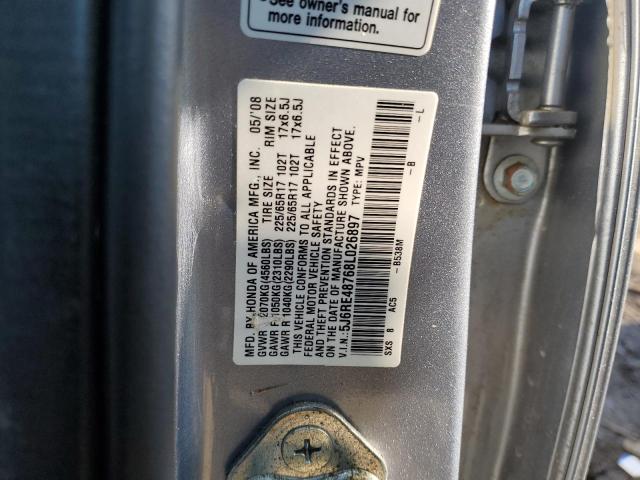 See owner's manual for
more information.
MFD. BY HONDA OF AMERICA MFG., INC. 05/'08
GVWR 2070KG(4560LBS) TIRE SIZE RIM SIZE
GAWR F 1050KG(2310LBS) 225/65R17 102T 17x6.5J
GAWR R 1040KG(2290LBS) 225/65R17 102T 17x6.5J
THIS VEHICLE CONFORMS TO ALL APPLICABLE
FEDERAL MOTOR VEHICLE SAFETY
AND THEFT PREVENTION STANDARDS IN EFFECT
ON THE DATE OF MANUFACTURE SHOWN ABOVE.
V.I.N.: 5J6RE48768L026897 TYPE: MPV
SXS 8 AC5 -B538M -B -L